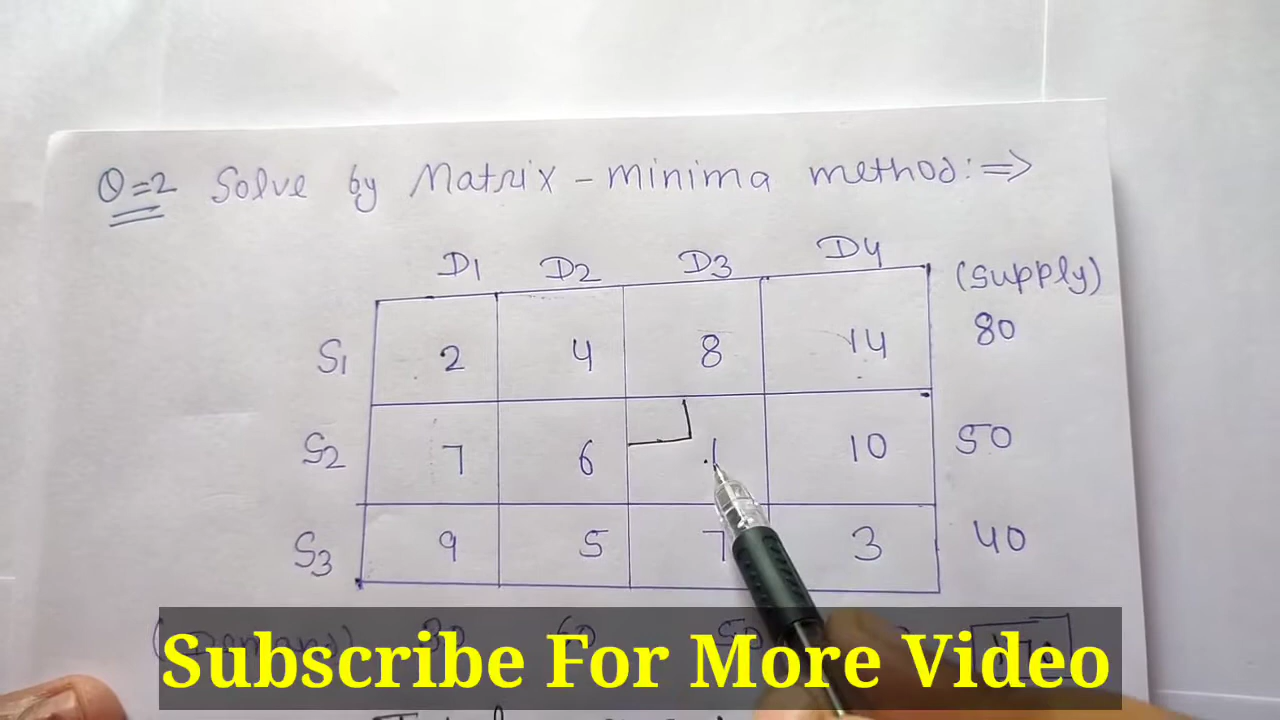 Q=2 Solve by Matrix-minima method:⇒
D1 D2 D3 D4 (supply)
S1 2 4 8 14 80
S2 7 6 1 10 50
S3 9 5 7 3 40
Subscribe For More Video